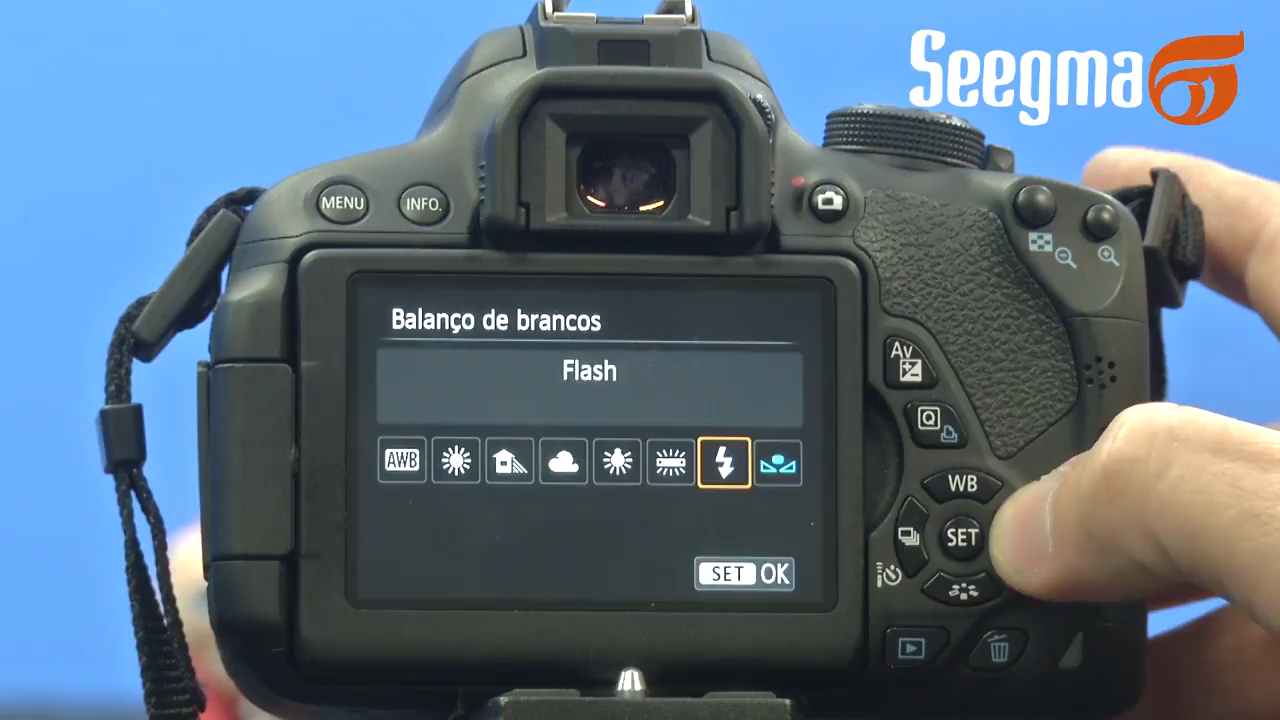 Seegma
MENU
INFO.
Balanço de brancos
Flash
AWB
SET OK
Av
Q
WB
SET